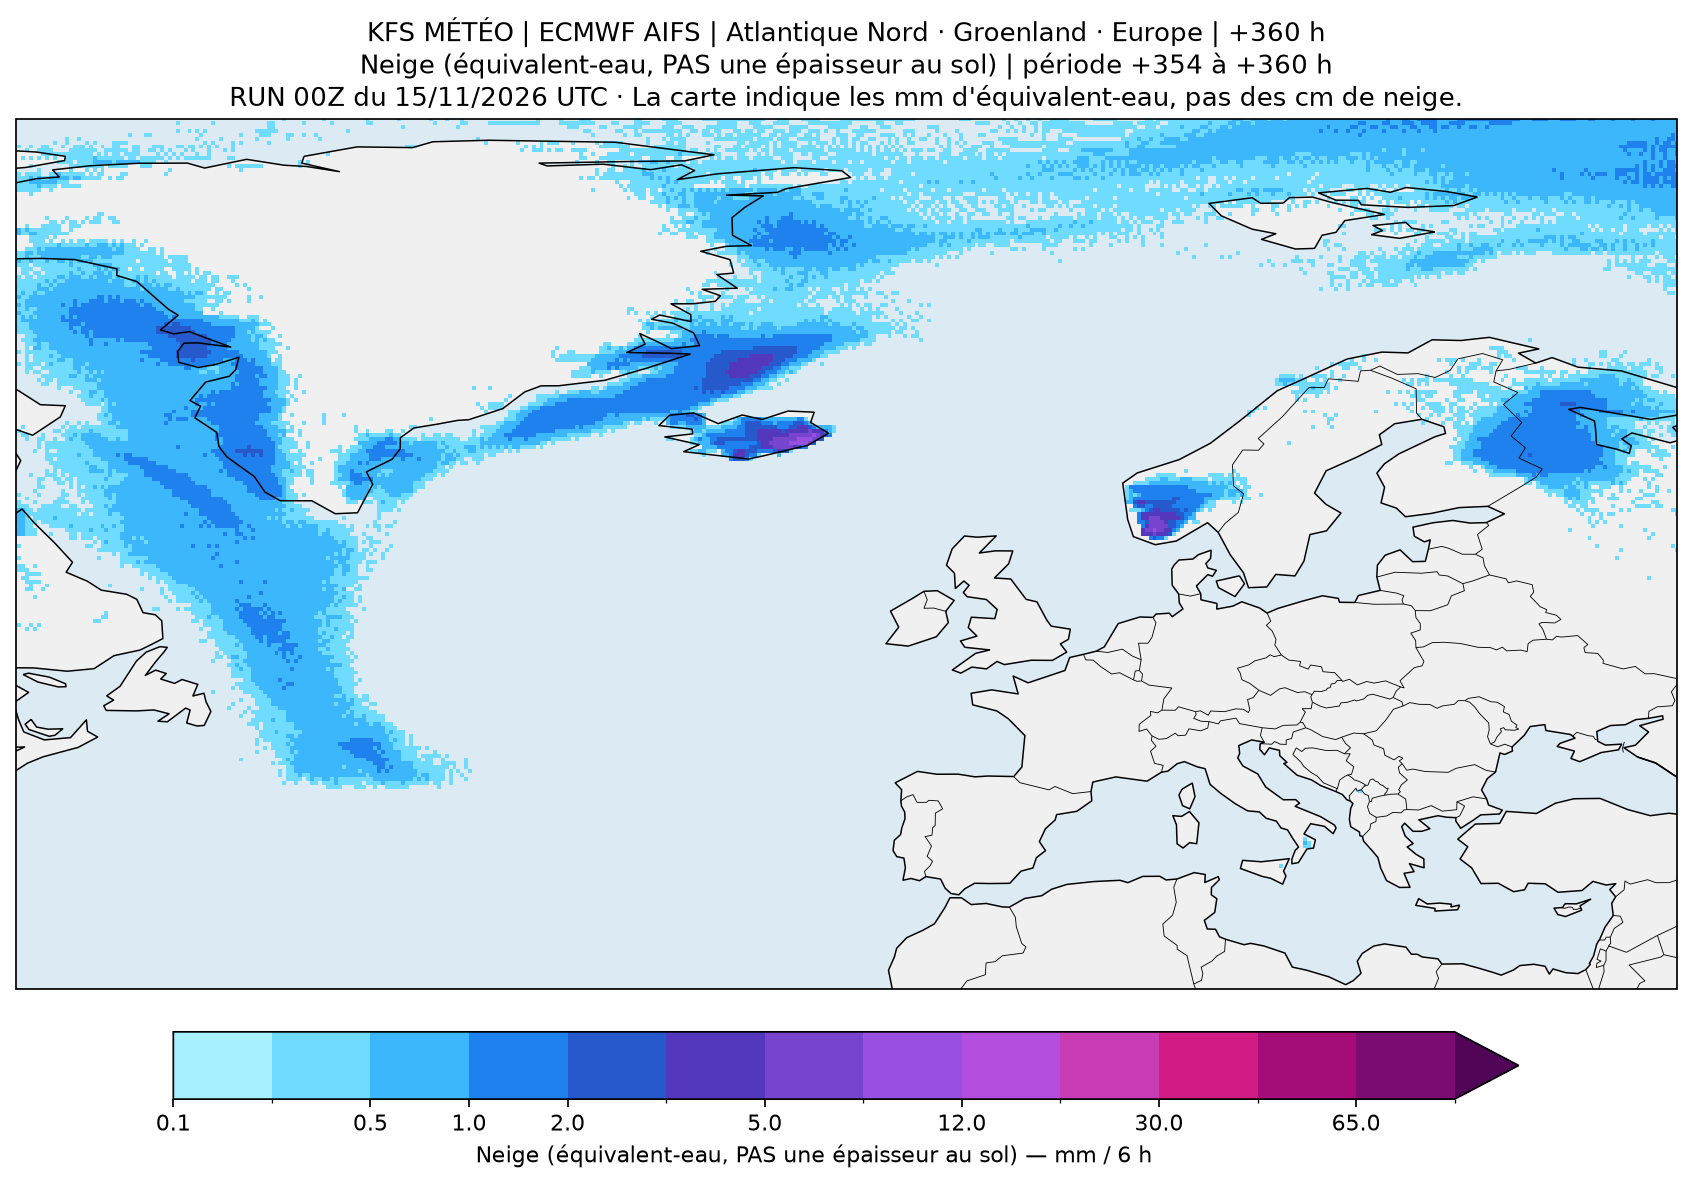 KFS MÉTÉO | ECMWF AIFS | Atlantique Nord · Groenland · Europe | +360 h
Neige (équivalent-eau, PAS une épaisseur au sol) | période +354 à +360 h
RUN 00Z du 15/11/2026 UTC · La carte indique les mm d'équivalent-eau, pas des cm de neige.
0.1 0.5 1.0 2.0 5.0 12.0 30.0 65.0
Neige (équivalent-eau, PAS une épaisseur au sol) — mm / 6 h